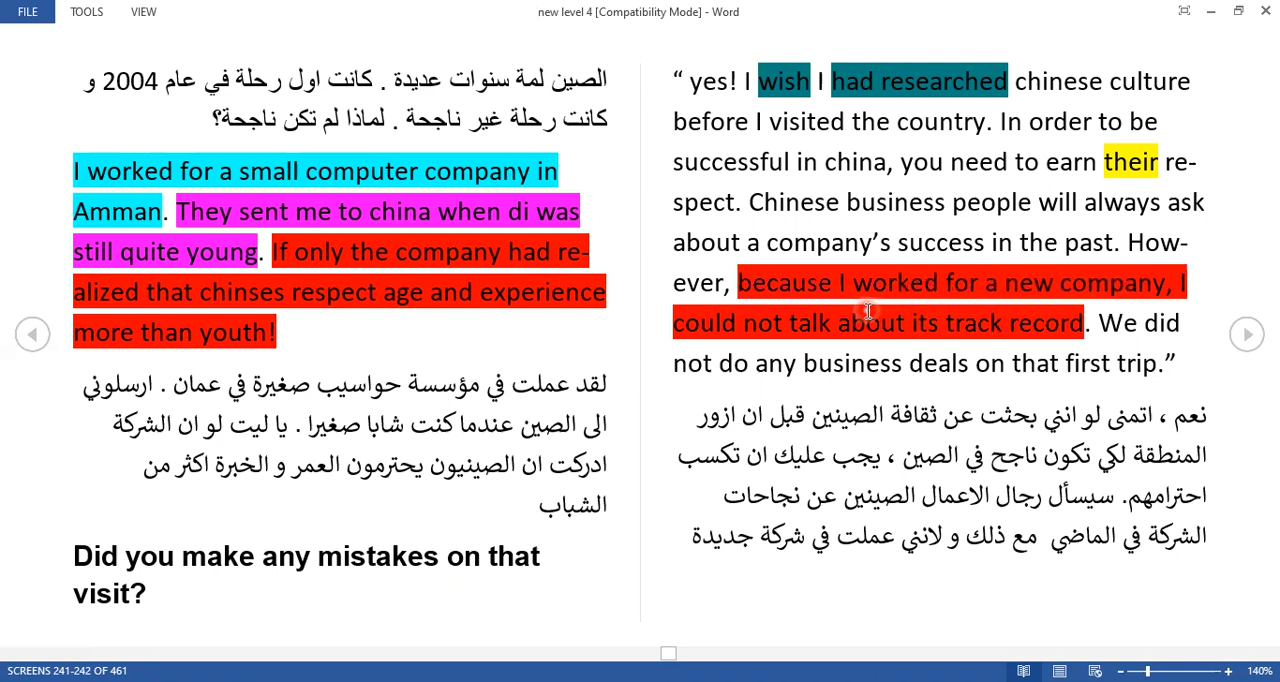 FILE TOOLS VIEW new level 4 [Compatibility Mode] - Word
الصين لمة سنوات عديدة . كانت اول رحلة في عام 2004 و
كانت رحلة غير ناجحة . لماذا لم تكن ناجحة؟
I worked for a small computer company in
Amman. They sent me to china when di was
still quite young. If only the company had re-
alized that chinses respect age and experience
more than youth!
لقد عملت في مؤسسة حواسيب صغيرة في عمان . ارسلوني
الى الصين عندما كنت شابا صغيرا . يا ليت لو ان الشركة
ادركت ان الصينيون يحترمون العمر و الخبرة اكثر من
الشباب
Did you make any mistakes on that
visit?
“ yes! I wish I had researched chinese culture
before I visited the country. In order to be
successful in china, you need to earn their re-
spect. Chinese business people will always ask
about a company’s success in the past. How-
ever, because I worked for a new company, I
could not talk about its track record. We did
not do any business deals on that first trip.”
نعم ، اتمنى لو انني بحثت عن ثقافة الصينين قبل ان ازور
المنطقة لكي تكون ناجح في الصين ، يجب عليك ان تكسب
احترامهم. سيسأل رجال الاعمال الصينين عن نجاحات
الشركة في الماضي مع ذلك و لانني عملت في شركة جديدة
SCREENS 241-242 OF 461 140%